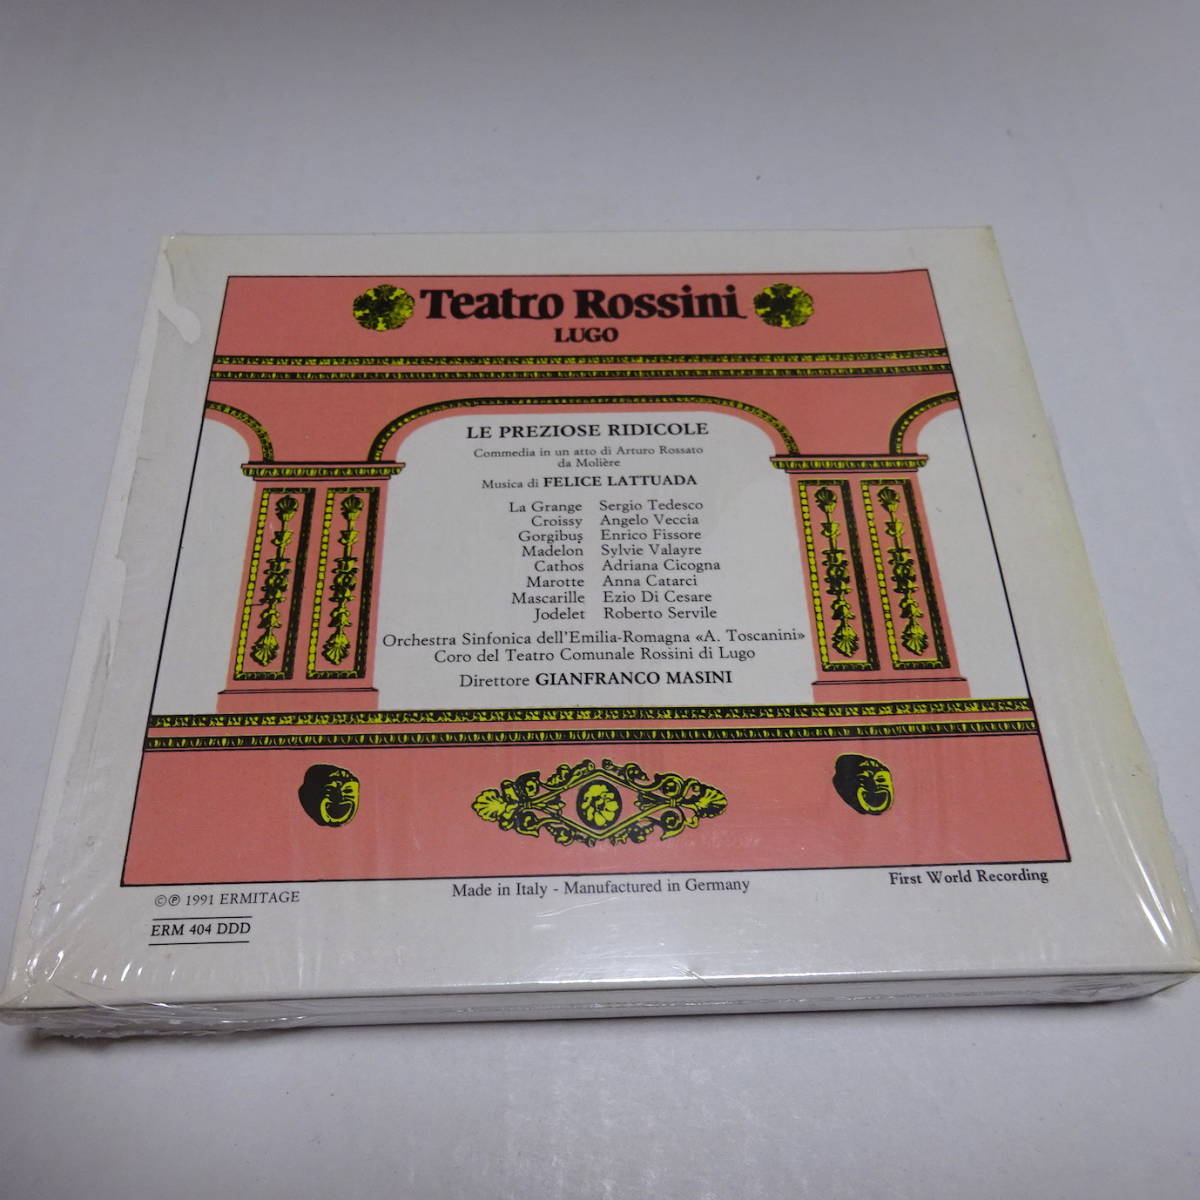 Teatro Rossini
LUGO
LE PREZIOSE RIDICOLE
Commedia in un atto di Arturo Rossato
da Molière
Musica di FELICE LATTUADA
La Grange Sergio Tedesco
Croissy Angelo Veccia
Gorgibus Enrico Fissore
Madelon Sylvie Valayre
Cathos Adriana Cicogna
Marotte Anna Catarci
Mascarille Ezio Di Cesare
Jodelet Roberto Servile
Orchestra Sinfonica dell'Emilia-Romagna «A. Toscanini»
Coro del Teatro Comunale Rossini di Lugo
Direttore GIANFRANCO MASINI
©℗ 1991 ERMITAGE
Made in Italy - Manufactured in Germany
First World Recording
ERM 404 DDD